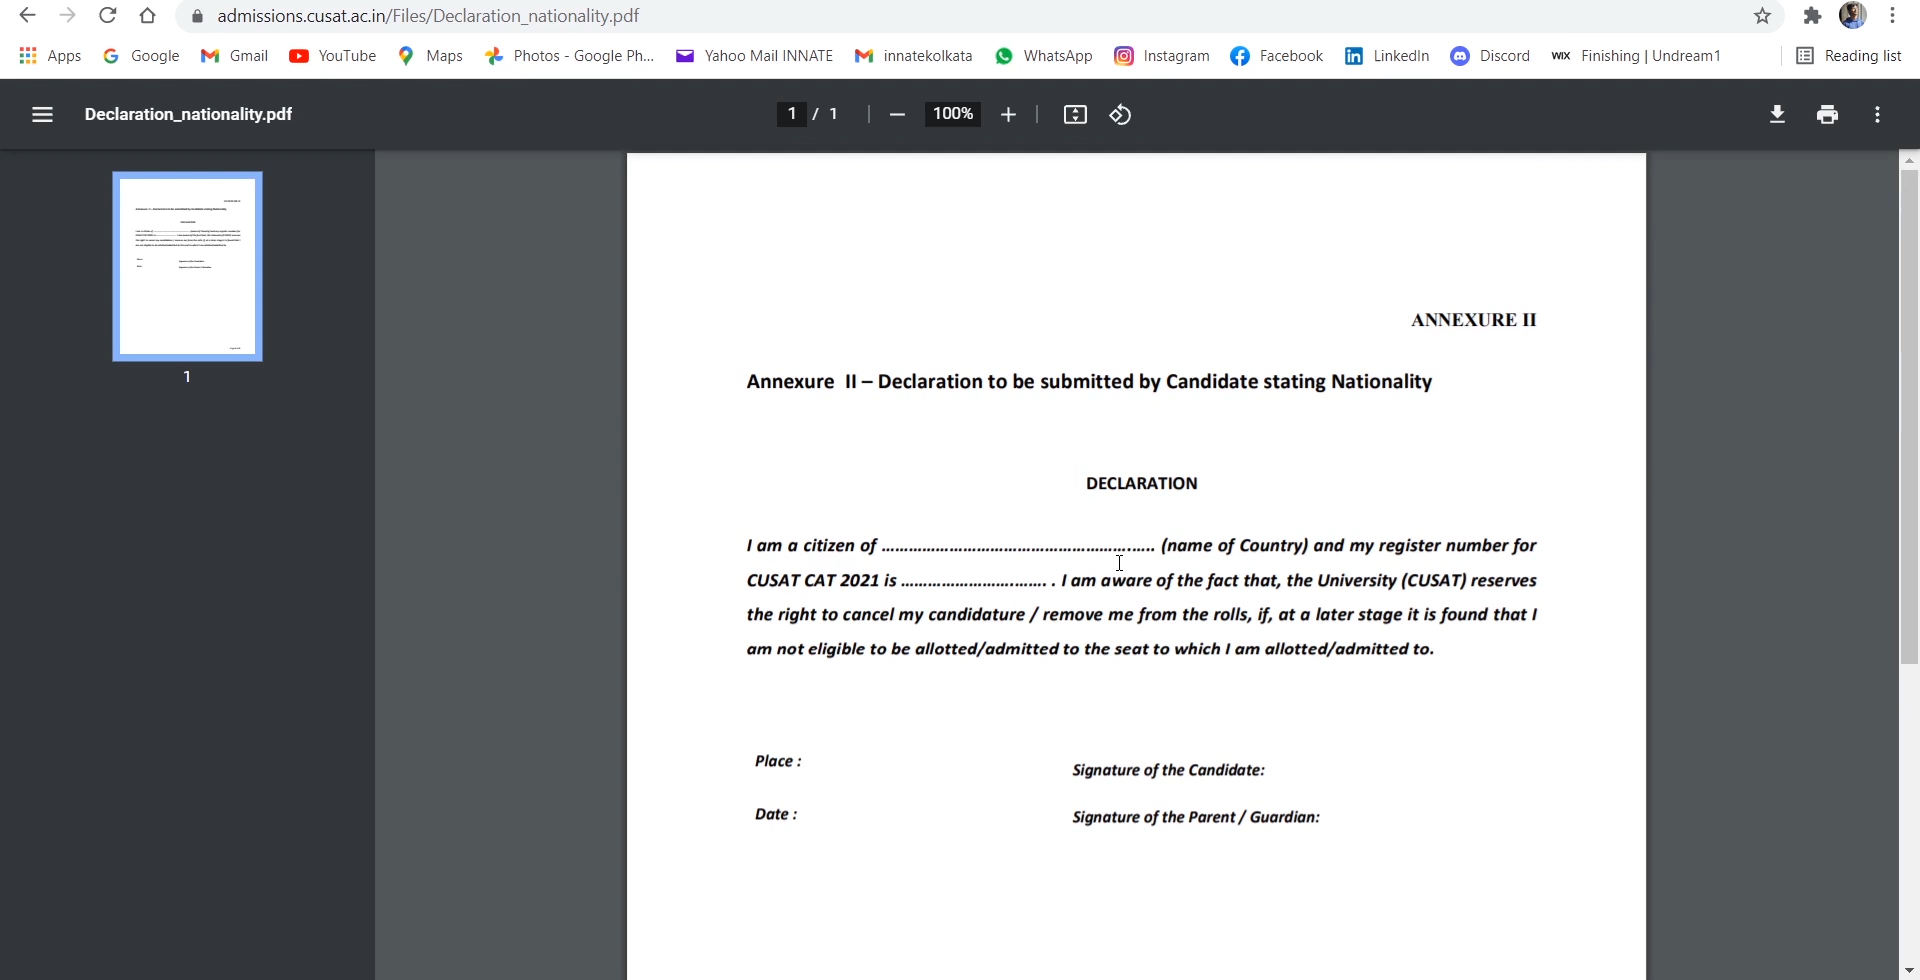 admissions.cusat.ac.in/Files/Declaration_nationality.pdf
Apps Google Gmail YouTube Maps Photos - Google Ph... Yahoo Mail INNATE innatekolkata WhatsApp Instagram Facebook LinkedIn Discord WIX Finishing | Undream1 Reading list
Declaration_nationality.pdf 1 / 1 100%
1
ANNEXURE II
Annexure II – Declaration to be submitted by Candidate stating Nationality
DECLARATION
I am a citizen of ............................................................ (name of Country) and my register number for
CUSAT CAT 2021 is ................................ . I am aware of the fact that, the University (CUSAT) reserves
the right to cancel my candidature / remove me from the rolls, if, at a later stage it is found that I
am not eligible to be allotted/admitted to the seat to which I am allotted/admitted to.
Place :
Signature of the Candidate:
Date :
Signature of the Parent / Guardian: